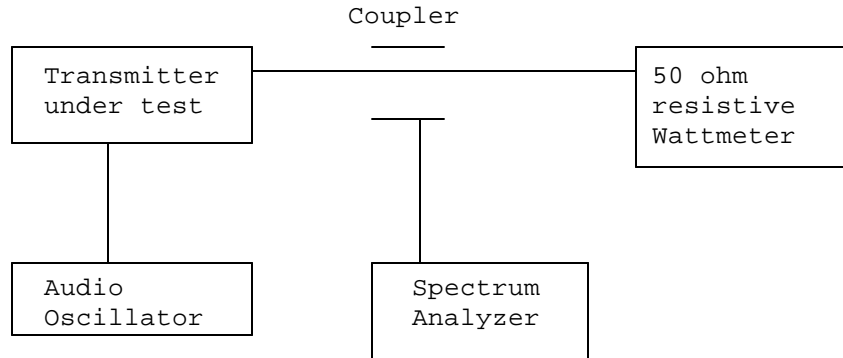 Coupler
Transmitter
under test
50 ohm
resistive
Wattmeter
Audio
Oscillator
Spectrum
Analyzer